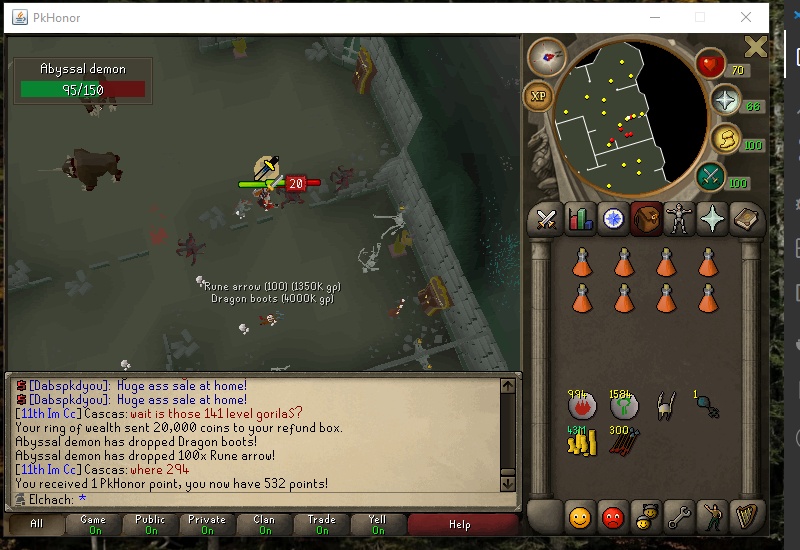 PkHonor
Abyssal demon
95/150
20
Rune arrow (100) (1350K gp)
Dragon boots (4000K gp)
XP
70
66
100
100
994
1584
1
43M
300
[Dabspkdyou]: Huge ass sale at home!
[Dabspkdyou]: Huge ass sale at home!
[11th Im Cc] Cascas: wait is those 141 level gorilaS?
Your ring of wealth sent 20,000 coins to your refund box.
Abyssal demon has dropped Dragon boots!
Abyssal demon has dropped 100x Rune arrow!
[11th Im Cc] Cascas: where 294
You received 1 PkHonor point, you now have 532 points!
Elchach: *
All
Game
On
Public
On
Private
On
Clan
On
Trade
On
Yell
On
Help